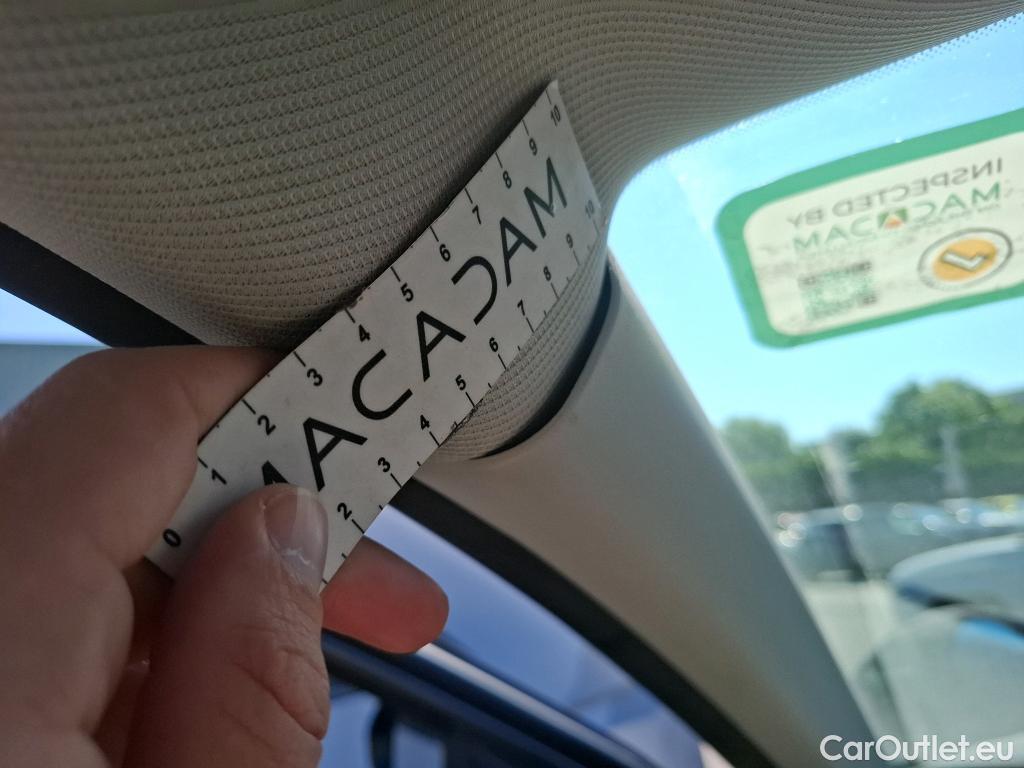 0 1 2 3 4 5 6 7 8 9 10
MACADAM
2 3 4 5 6 7 8 9 10
INSPECTED BY
MACADAM
CarOutlet.eu